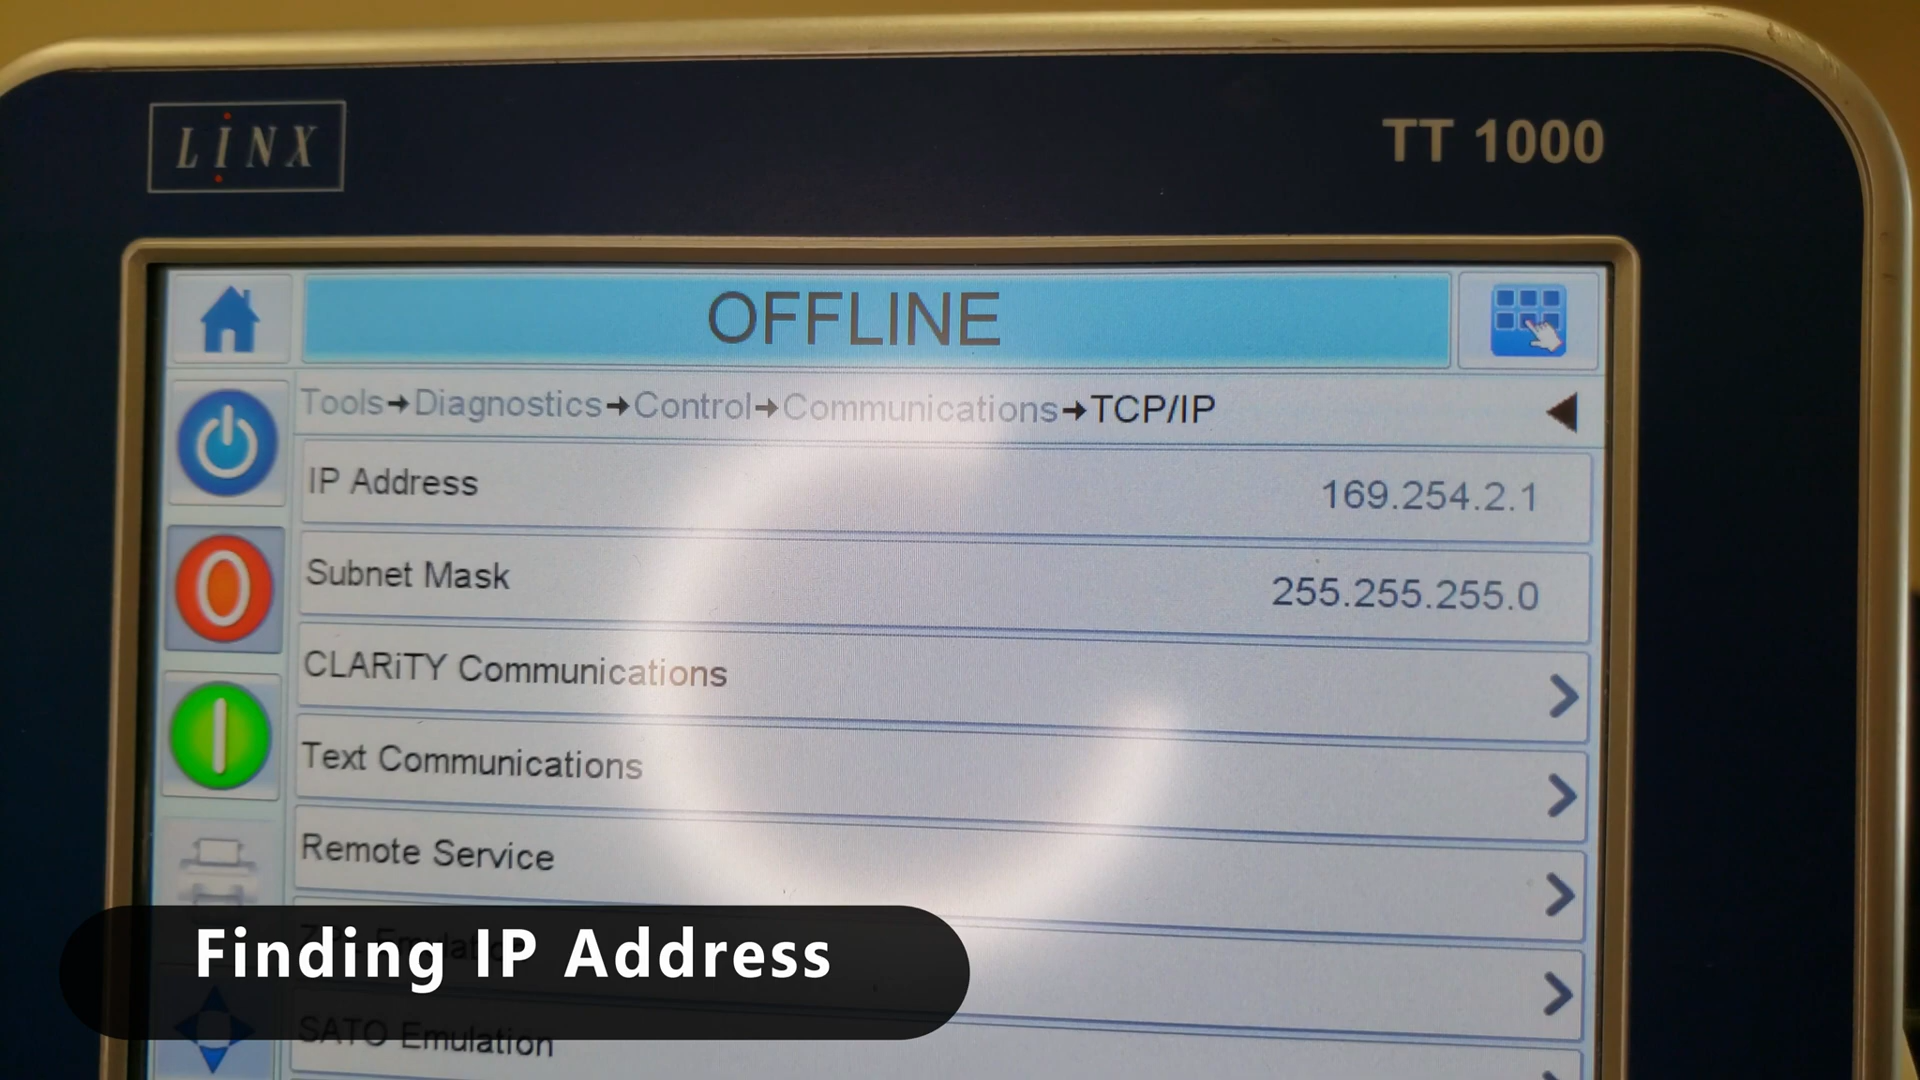 LINX
TT 1000
OFFLINE
Tools→Diagnostics→Control→Communications→TCP/IP
IP Address 169.254.2.1
Subnet Mask 255.255.255.0
CLARiTY Communications
Text Communications
Remote Service
Emulation
Finding IP Address
SATO Emulation